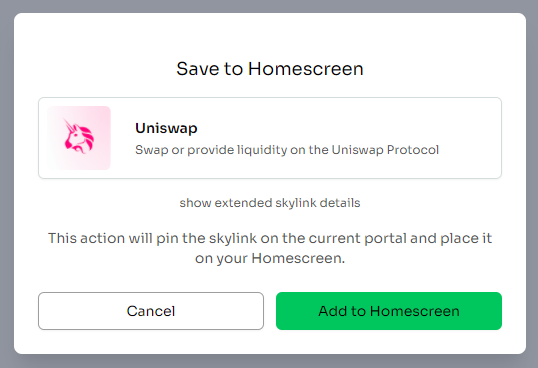 Save to Homescreen
Uniswap
Swap or provide liquidity on the Uniswap Protocol
show extended skylink details
This action will pin the skylink on the current portal and place it
on your Homescreen.
Cancel
Add to Homescreen